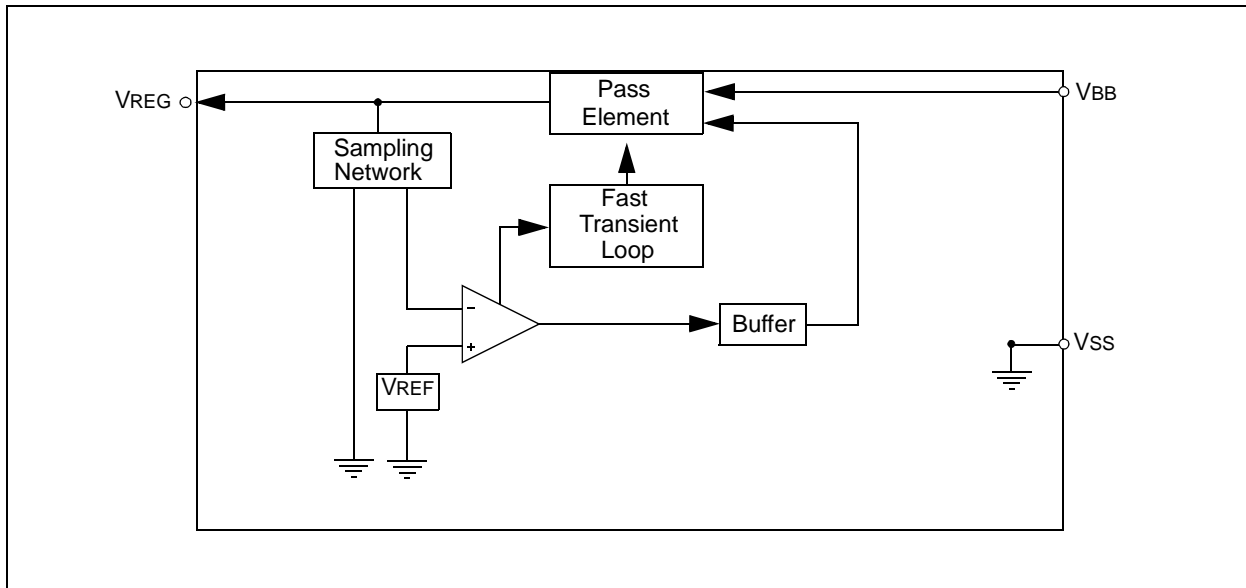 VREG
Pass
Element
VBB
Sampling
Network
Fast
Transient
Loop
−
+
Buffer
VREF
VSS